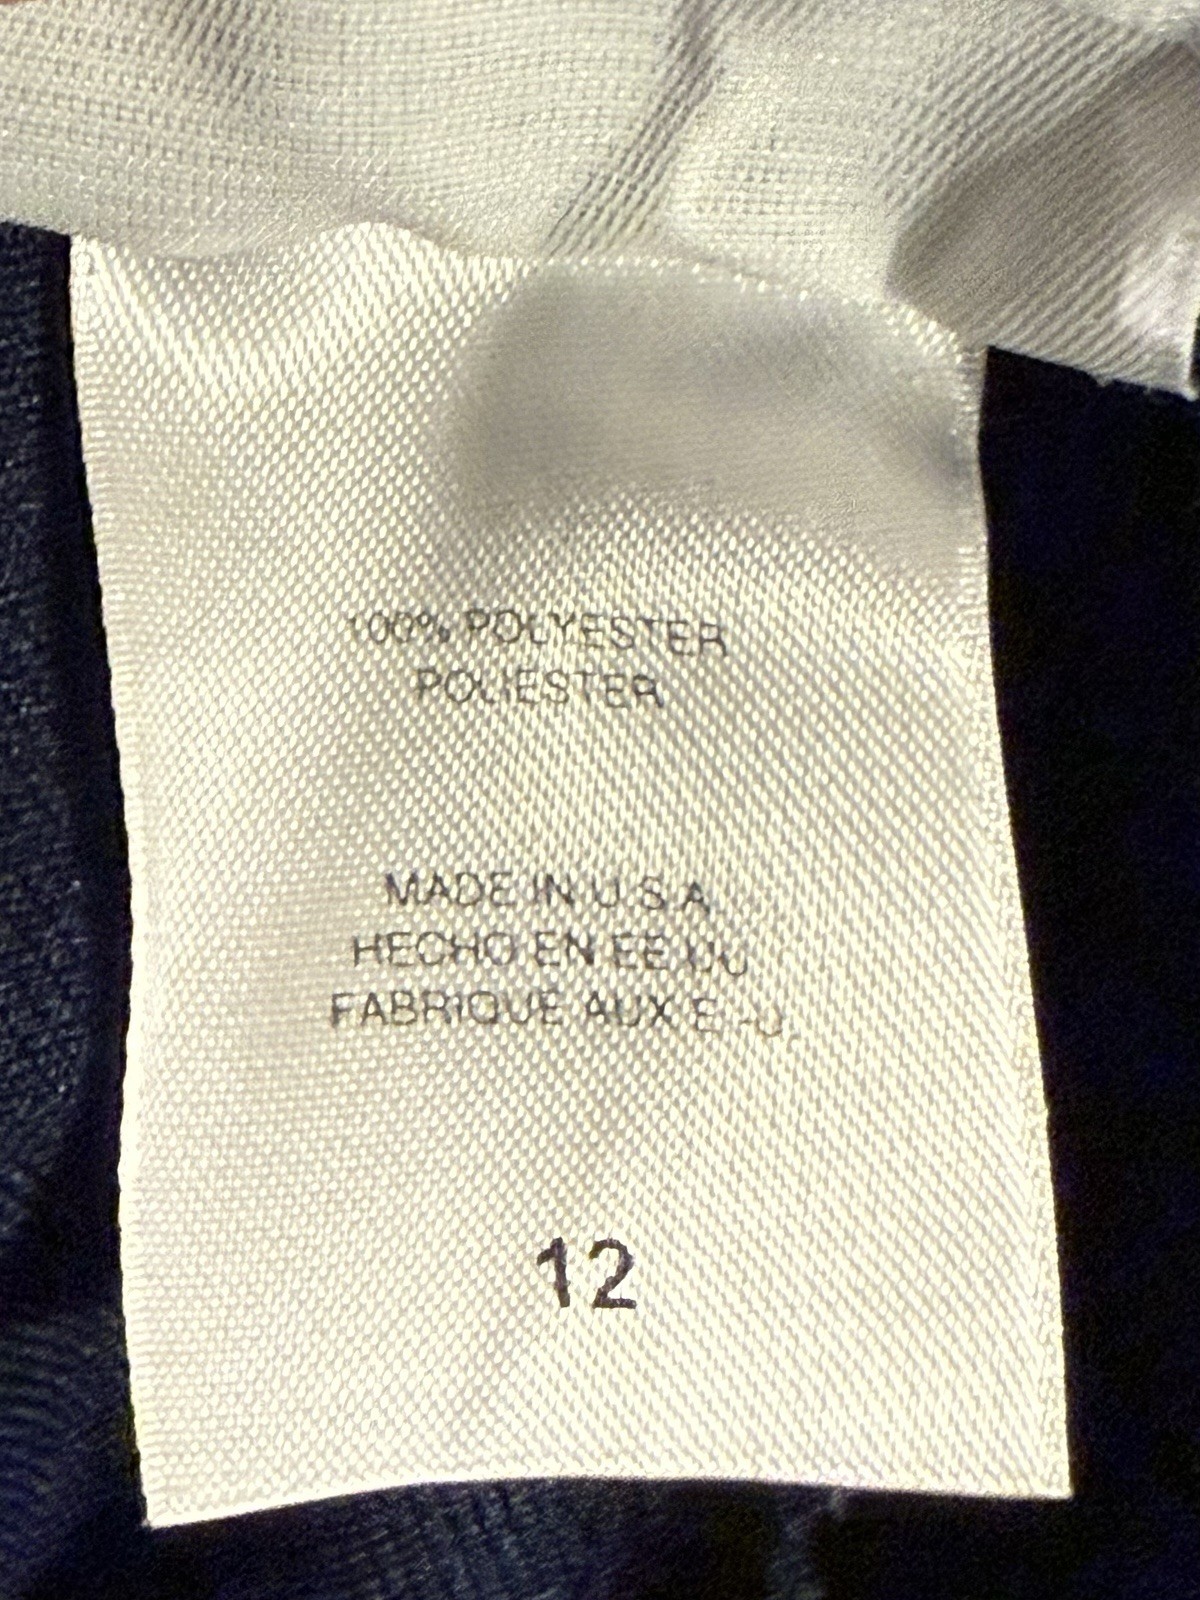 100% POLYESTER
POLIESTER
MADE IN U.S.A.
HECHO EN EE.UU
FABRIQUE AUX E.-U.
12